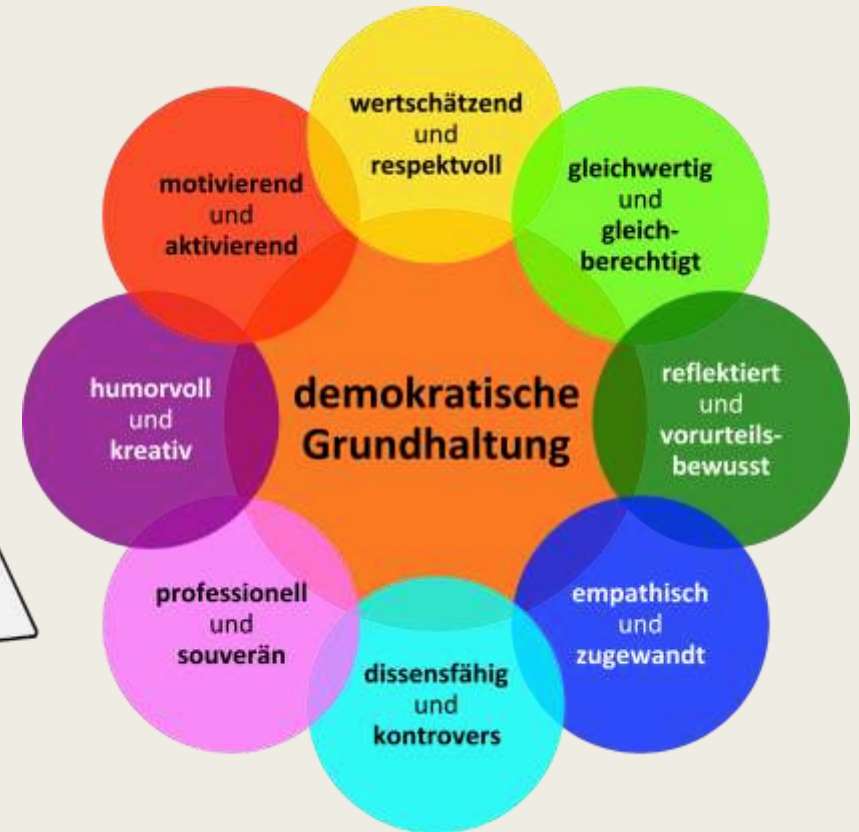 wertschätzend
und
respektvoll
gleichwertig
und
gleich-
berechtigt
reflektiert
und
vorurteils-
bewusst
empathisch
und
zugewandt
dissensfähig
und
kontrovers
professionell
und
souverän
humorvoll
und
kreativ
motivierend
und
aktivierend
demokratische
Grundhaltung